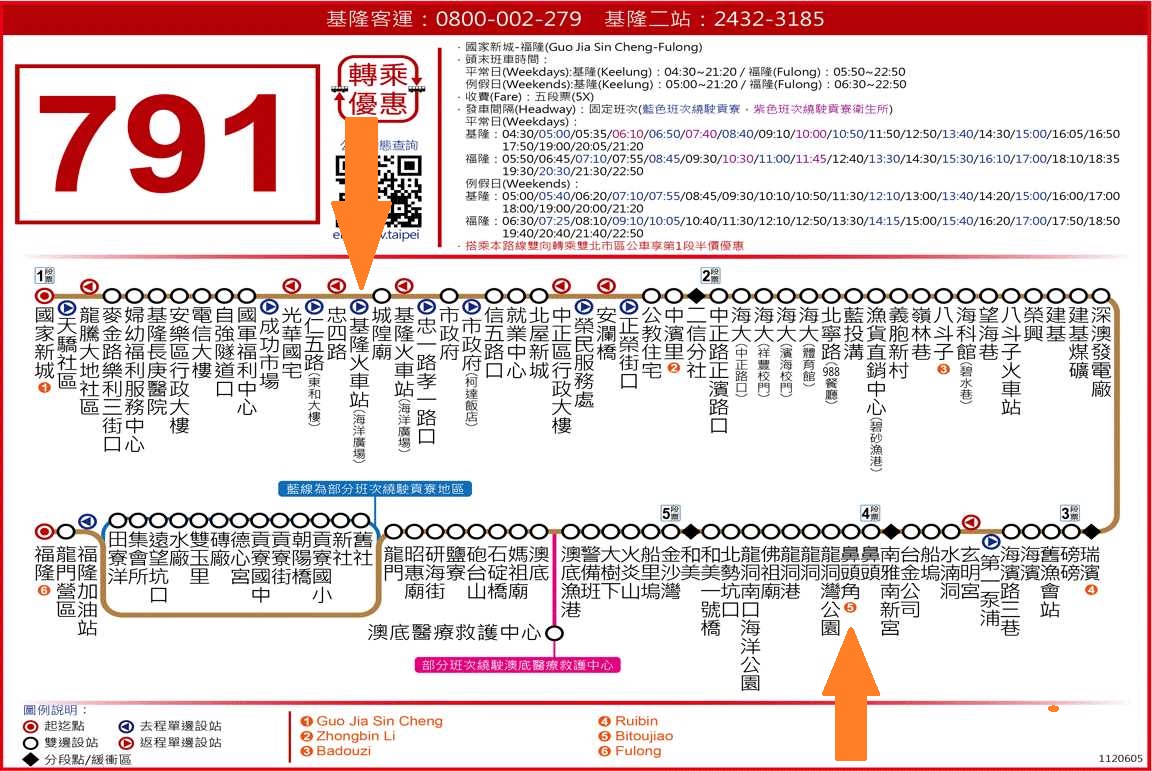 基隆客運：0800-002-279　基隆二站：2432-3185
791
轉乘
優惠
態查詢
.taipei
· 國家新城-福隆(Guo Jia Sin Cheng-Fulong)
· 頭末班車時間：
平常日(Weekdays):基隆(Keelung)：04:30~21:20 / 福隆(Fulong)：05:50~22:50
例假日(Weekends):基隆(Keelung)：05:00~21:20 / 福隆(Fulong)：06:30~22:50
· 收費(Fare)：五段票(5X)
· 發車間隔(Headway)：固定班次(藍色班次繞駛貢寮，紫色班次繞駛貢寮衛生所)
平常日(Weekdays)：
基隆：04:30/05:00/05:35/06:10/06:50/07:40/08:40/09:10/10:00/10:50/11:50/12:50/13:40/14:30/15:00/16:05/16:50
17:50/19:00/20:05/21:20
福隆：05:50/06:45/07:10/07:55/08:45/09:30/10:30/11:00/11:45/12:40/13:30/14:30/15:30/16:10/17:00/18:10/18:35
19:30/20:30/21:30/22:50
例假日(Weekends)：
基隆：05:00/05:40/06:20/07:10/07:55/08:45/09:30/10:10/10:50/11:30/12:10/13:00/13:40/14:20/15:00/16:00/17:00
18:00/19:00/20:00/21:20
福隆：06:30/07:25/08:10/09:10/10:05/10:40/11:30/12:10/12:50/13:30/14:15/15:00/15:40/16:20/17:00/17:50/18:50
19:40/20:40/21:40/22:50
· 搭乘本路線雙向轉乘雙北市區公車享第1段半價優惠
1段票
2段票
國家新城 1
天驕社區
龍騰大地社區
麥金路樂利三街口
婦幼福利服務中心
基隆長庚醫院
安樂區行政大樓
電信大樓
自強隧道口
國軍福利中心
成功市場
光華國宅
仁五路(東和大樓)
忠四路
基隆火車站(海洋廣場)
城隍廟
基隆火車站(海洋廣場)
忠一路孝一路口
市政府
市政府(柯達飯店)
信五路
就業中心
北屋新城
中正區行政大樓
榮民服務處
安瀾橋
正榮街口
公教住宅
中濱里 2
二信分社
中正路正濱路口
海大(中正路口)
海大(祥豐校門)
海大(濱海校門)
海大(體育館)
北寧路(988餐廳)
藍投溝
漁貨直銷中心(碧砂漁港)
義胞新村
嶺林巷
八斗子 3
海科館(碧水巷)
望海巷
八斗子火車站
榮興
建基
建基煤礦
深澳發電廠
藍線為部分班次繞駛貢寮地區
5段票
4段票
3段票
福隆 6
龍門營區
福隆加油站
田寮洋
集會所
遠望坑口
水廠
雙玉里
磚廠
德心宮
貢寮國中
貢寮街
朝陽橋
貢寮國小
新社
舊社
龍門
昭惠廟
研海街
鹽寮
砲台山
石碇橋
媽祖廟
澳底
澳底漁港
警備班
大樹下
火炎山
船里塢
金沙灣
和美
和美一號橋
北勢坑口
龍洞南口海洋公園
佛祖廟
龍洞港
龍洞
龍洞灣公園
鼻頭角 5
鼻頭
南雅南新宮
台金公司
船塢
水湳洞
玄明宮
第一泵浦
海濱路三巷
海濱
舊漁會站
磅磅
瑞濱 4
澳底醫療救護中心
部分班次繞駛澳底醫療救護中心
圖例說明：
起迄點
去程單邊設站
雙邊設站
返程單邊設站
分段點/緩衝區
1 Guo Jia Sin Cheng
2 Zhongbin Li
3 Badouzi
4 Ruibin
5 Bitoujiao
6 Fulong
1120605